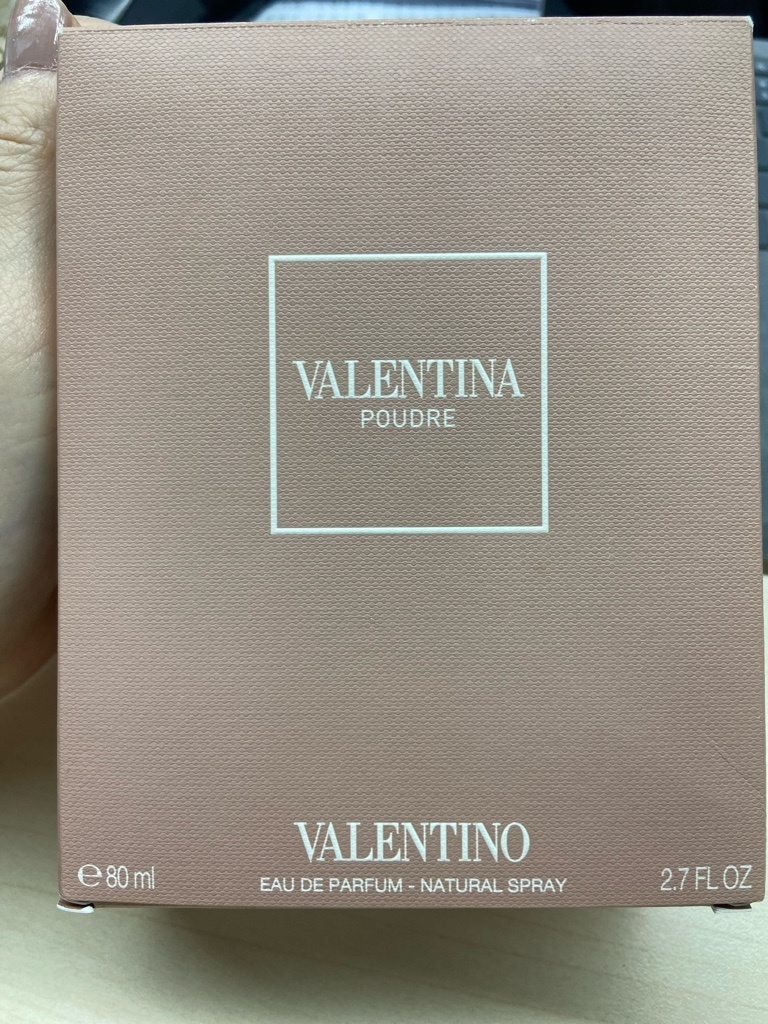 VALENTINA
POUDRE
VALENTINO
℮ 80 ml
EAU DE PARFUM - NATURAL SPRAY
2.7 FL OZ